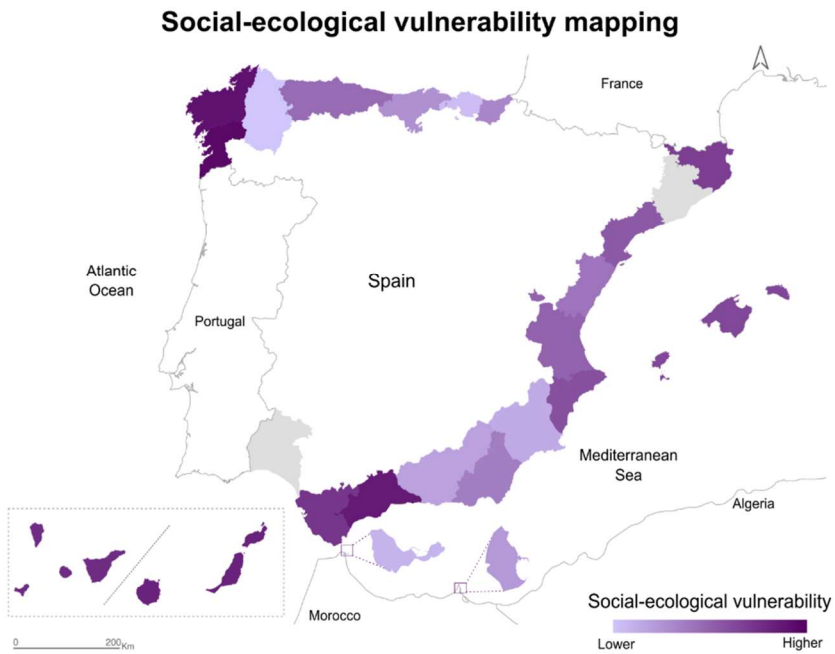 Social-ecological vulnerability mapping
France
Atlantic
Ocean
Spain
Portugal
Mediterranean
Sea
Algeria
Morocco
Social-ecological vulnerability
Lower
Higher
0
200 Km